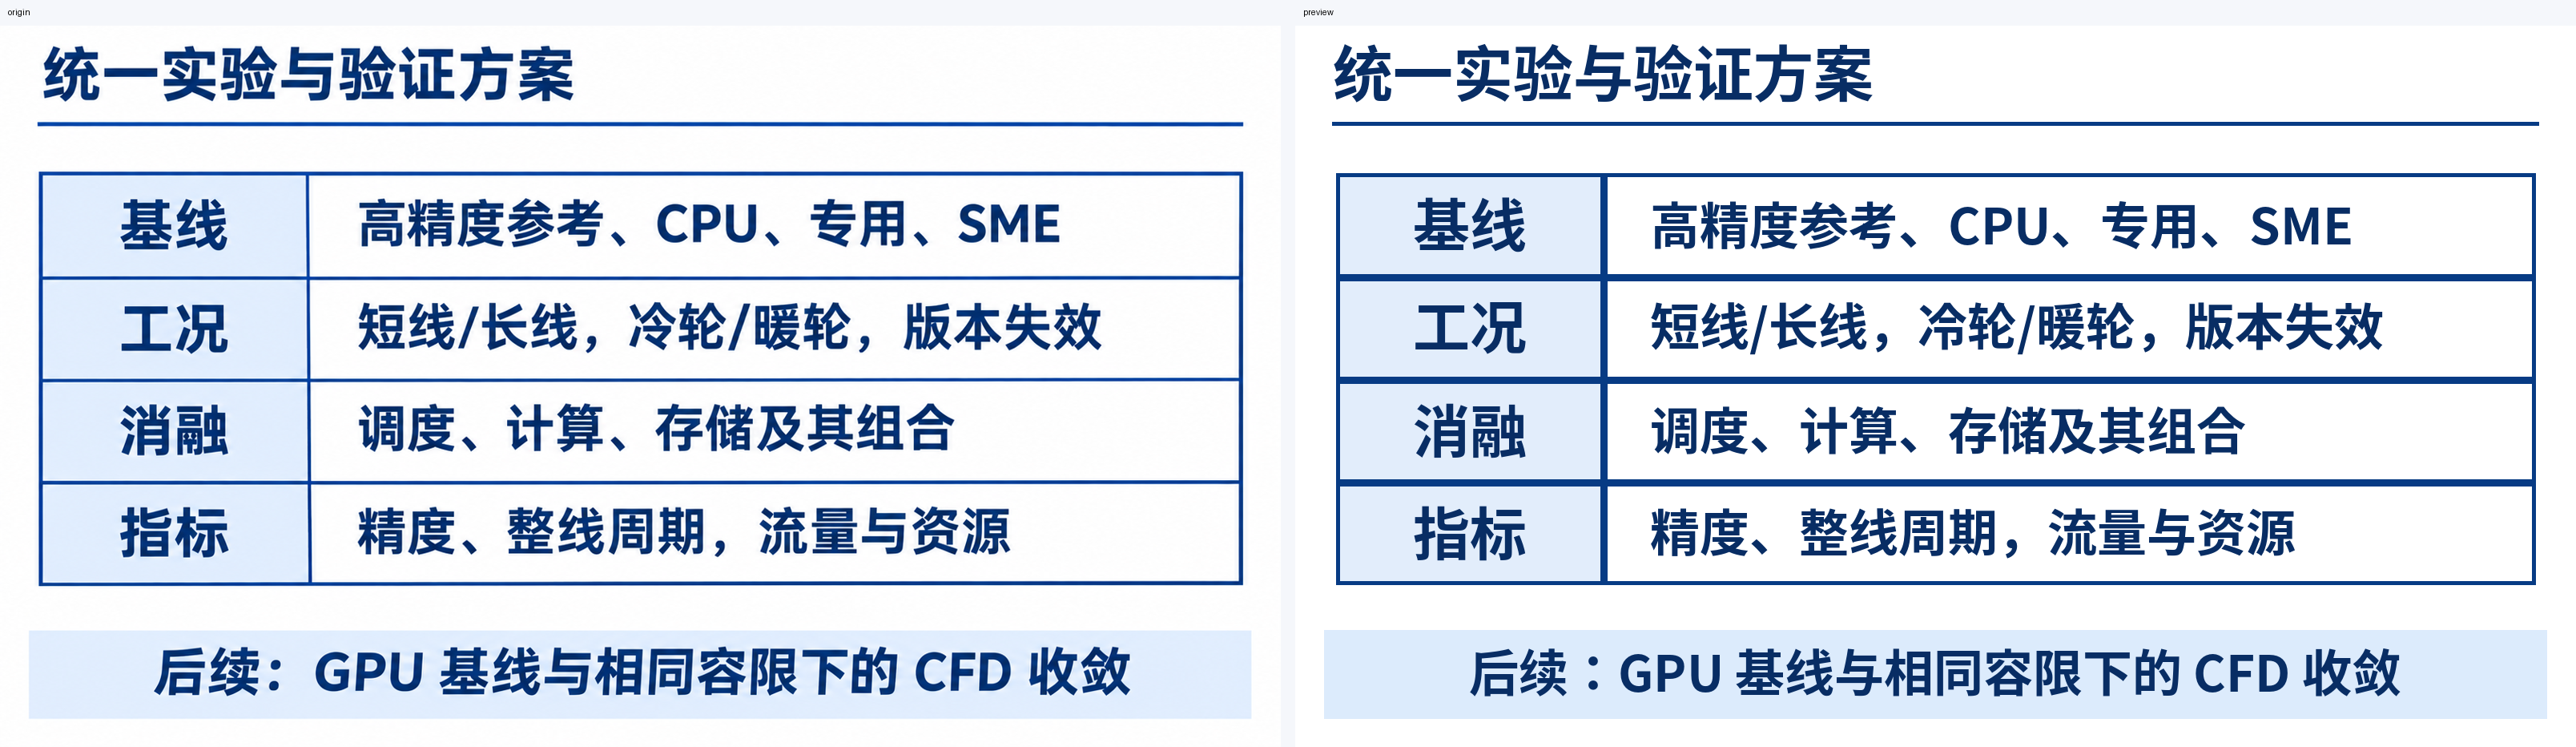 origin
统一实验与验证方案
基线 高精度参考、CPU、专用、SME
工况 短线/长线，冷轮/暖轮，版本失效
消融 调度、计算、存储及其组合
指标 精度、整线周期，流量与资源
后续：GPU 基线与相同容限下的 CFD 收敛
preview
统一实验与验证方案
基线 高精度参考、CPU、专用、SME
工况 短线/长线，冷轮/暖轮，版本失效
消融 调度、计算、存储及其组合
指标 精度、整线周期，流量与资源
后续：GPU 基线与相同容限下的 CFD 收敛